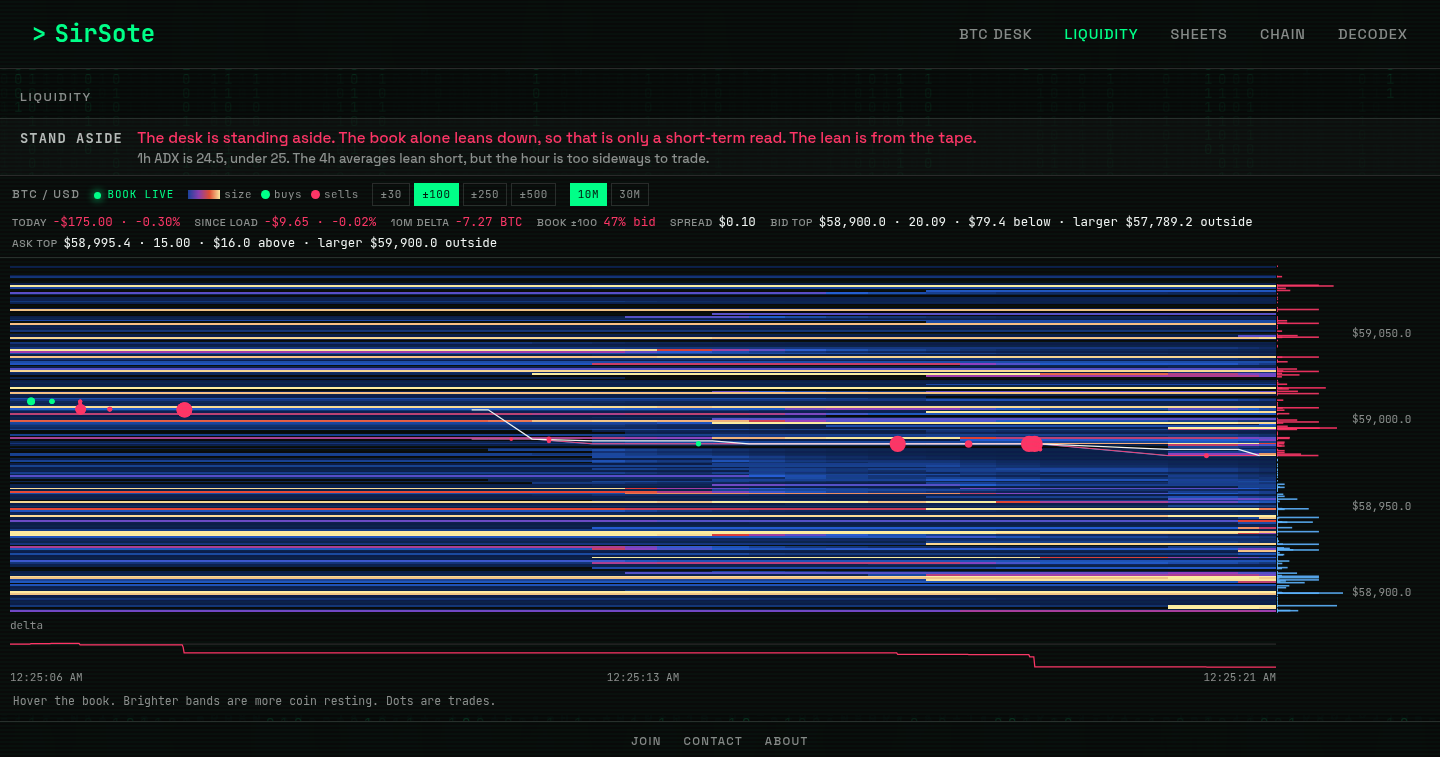 > SirSote
BTC DESK LIQUIDITY SHEETS CHAIN DECODEX
LIQUIDITY
STAND ASIDE The desk is standing aside. The book alone leans down, so that is only a short-term read. The lean is from the tape.
1h ADX is 24.5, under 25. The 4h averages lean short, but the hour is too sideways to trade.
BTC / USD BOOK LIVE size buys sells ±30 ±100 ±250 ±500 10M 30M
TODAY -$175.00 · -0.30% SINCE LOAD -$9.65 · -0.02% 10M DELTA -7.27 BTC BOOK ±100 47% bid SPREAD $0.10 BID TOP $58,900.0 · 20.09 · $79.4 below · larger $57,789.2 outside
ASK TOP $58,995.4 · 15.00 · $16.0 above · larger $59,900.0 outside
$59,050.0
$59,000.0
$58,950.0
$58,900.0
delta
12:25:06 AM 12:25:13 AM 12:25:21 AM
Hover the book. Brighter bands are more coin resting. Dots are trades.
JOIN CONTACT ABOUT